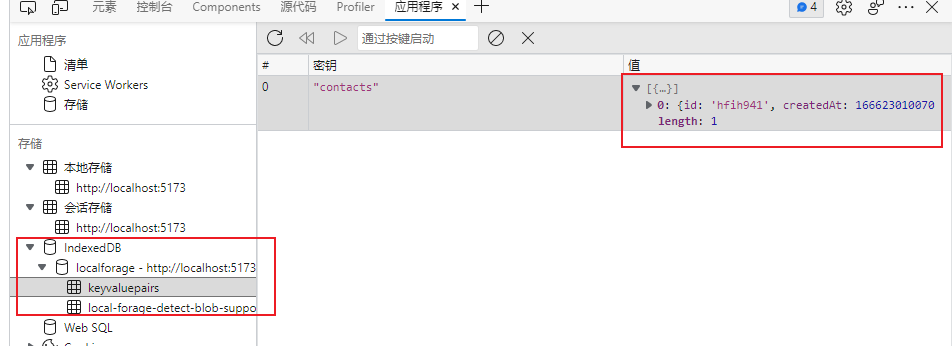 元素 控制台 Components 源代码 Profiler 应用程序 4
应用程序
清单
Service Workers
存储
存储
本地存储
http://localhost:5173
会话存储
http://localhost:5173
IndexedDB
localforage - http://localhost:5173
keyvaluepairs
local-forage-detect-blob-suppo
Web SQL
通过按键启动
# 密钥 值
0 "contacts" [{…}]
0: {id: 'hfih941', createdAt: 166623010070
length: 1